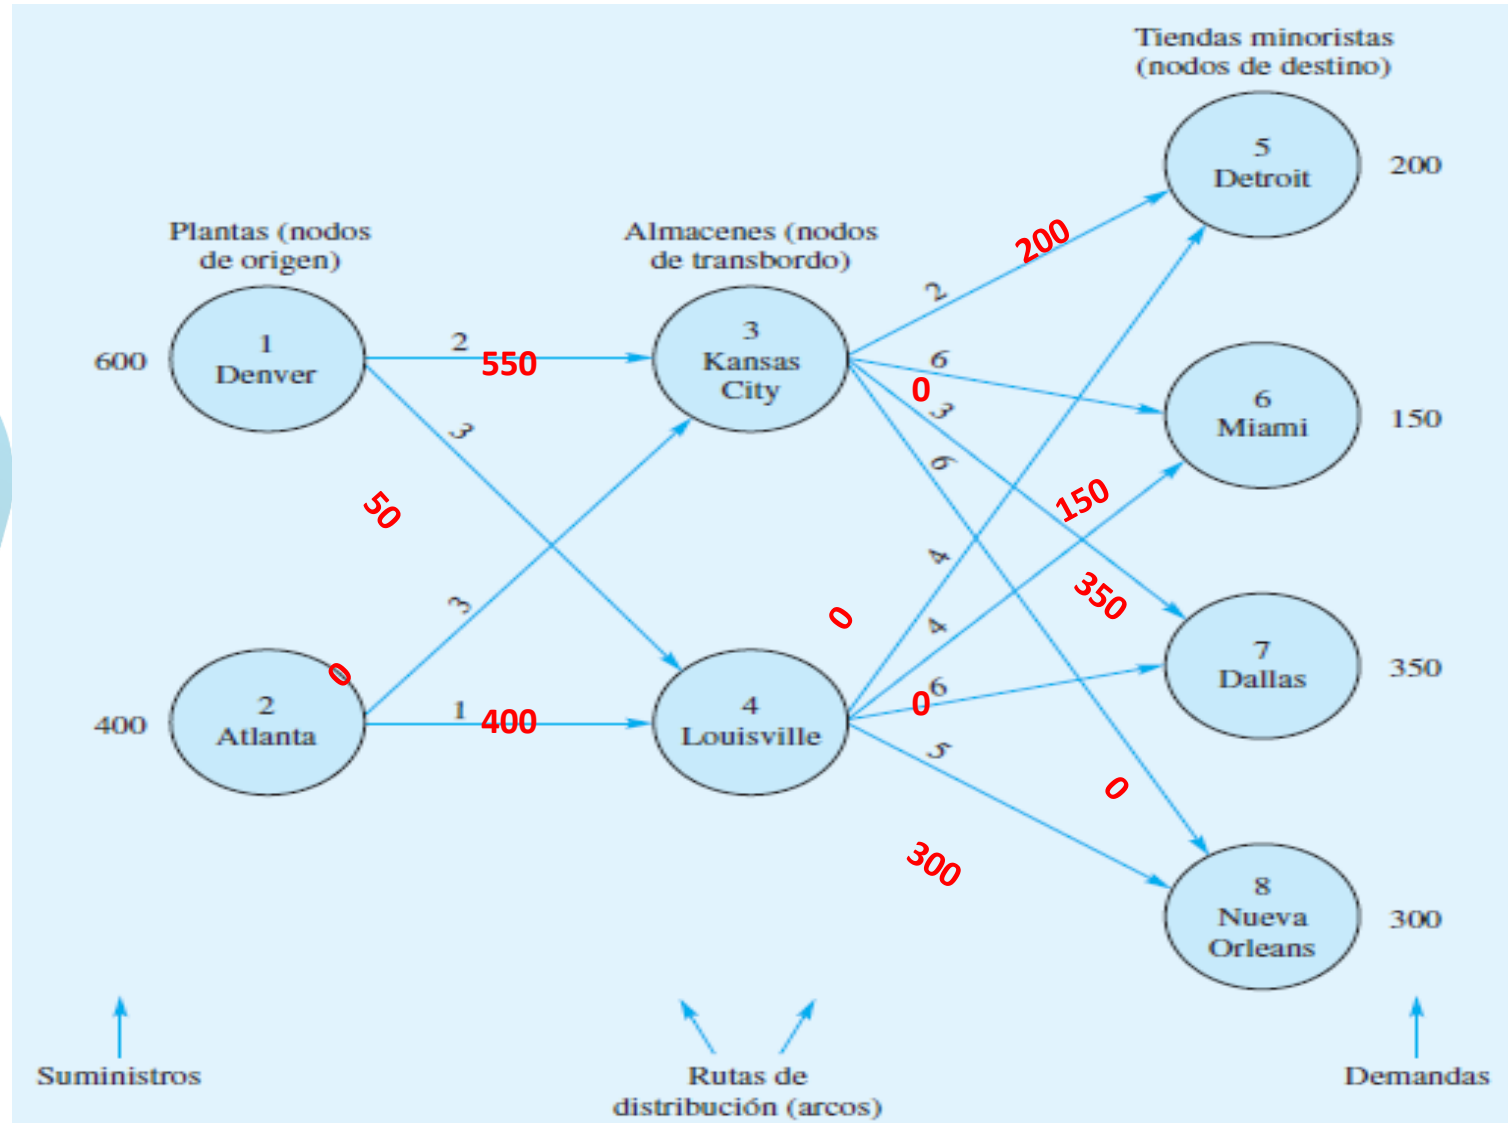 Tiendas minoristas
(nodos de destino)
5
Detroit
200
200
Plantas (nodos
de origen)
Almacenes (nodos
de transbordo)
2
600
1
Denver
2
550
3
Kansas
City
6
0
3
6
6
Miami
150
3
50
150
4
350
3
0
4
0
400
2
Atlanta
1
400
4
Louisville
6
0
7
Dallas
350
5
0
300
8
Nueva
Orleans
300
Suministros
Rutas de
distribución (arcos)
Demandas